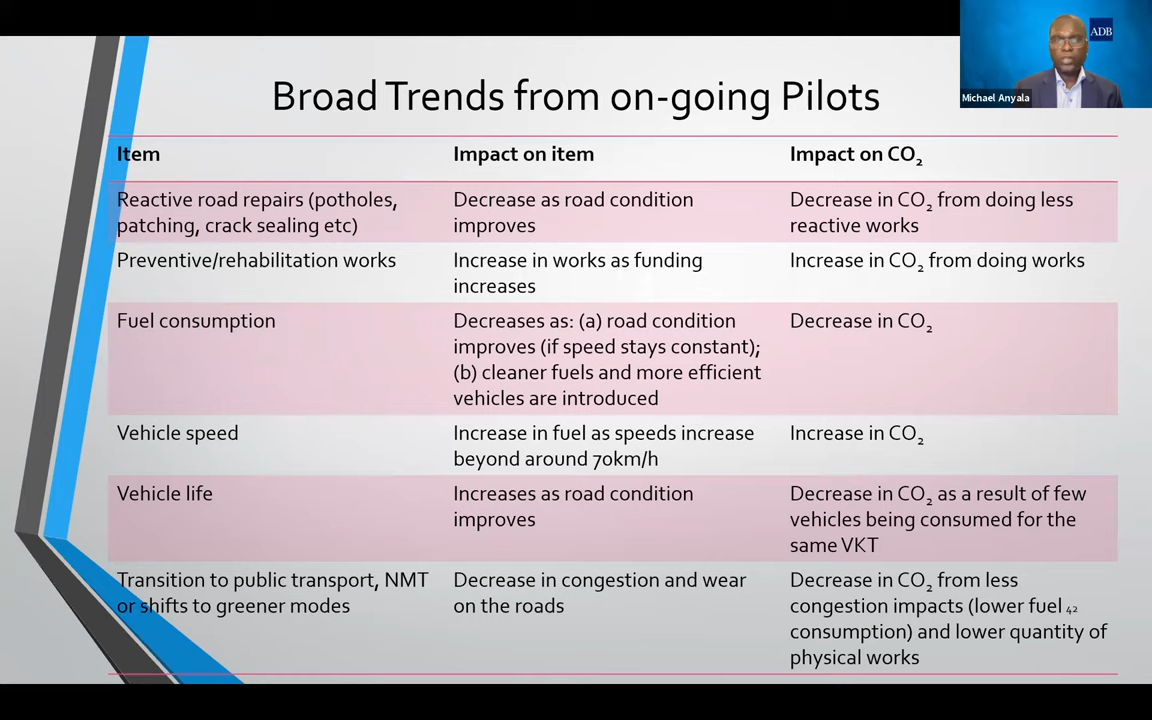 ADB
Michael Anyala
Broad Trends from on-going Pilots
Item
Impact on item
Impact on CO₂
Reactive road repairs (potholes,
patching, crack sealing etc)
Decrease as road condition
improves
Decrease in CO₂ from doing less
reactive works
Preventive/rehabilitation works
Increase in works as funding
increases
Increase in CO₂ from doing works
Fuel consumption
Decreases as: (a) road condition
improves (if speed stays constant);
(b) cleaner fuels and more efficient
vehicles are introduced
Decrease in CO₂
Vehicle speed
Increase in fuel as speeds increase
beyond around 70km/h
Increase in CO₂
Vehicle life
Increases as road condition
improves
Decrease in CO₂ as a result of few
vehicles being consumed for the
same VKT
Transition to public transport, NMT
or shifts to greener modes
Decrease in congestion and wear
on the roads
Decrease in CO₂ from less
congestion impacts (lower fuel
consumption) and lower quantity of
physical works
42